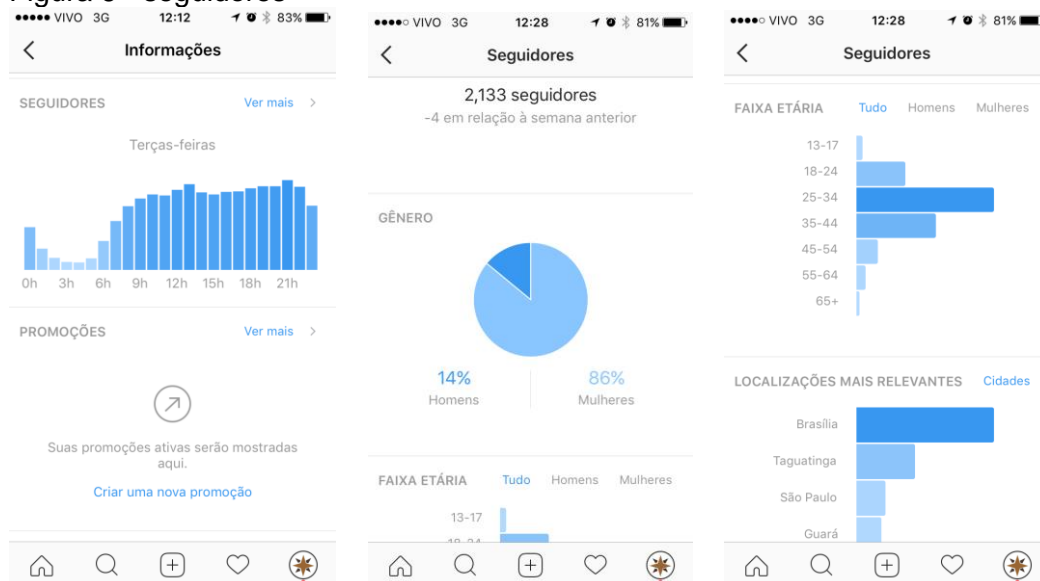 ●●●●● VIVO 3G 12:12 83%
Informações
SEGUIDORES Ver mais >
Terças-feiras
0h 3h 6h 9h 12h 15h 18h 21h
PROMOÇÕES Ver mais >
Suas promoções ativas serão mostradas
aqui.
Criar uma nova promoção
●●●●○ VIVO 3G 12:28 81%
Seguidores
2,133 seguidores
-4 em relação à semana anterior
GÊNERO
14% 86%
Homens Mulheres
FAIXA ETÁRIA Tudo Homens Mulheres
13-17
●●●●○ VIVO 3G 12:28 81%
Seguidores
FAIXA ETÁRIA Tudo Homens Mulheres
13-17
18-24
25-34
35-44
45-54
55-64
65+
LOCALIZAÇÕES MAIS RELEVANTES Cidades
Brasília
Taguatinga
São Paulo
Guará